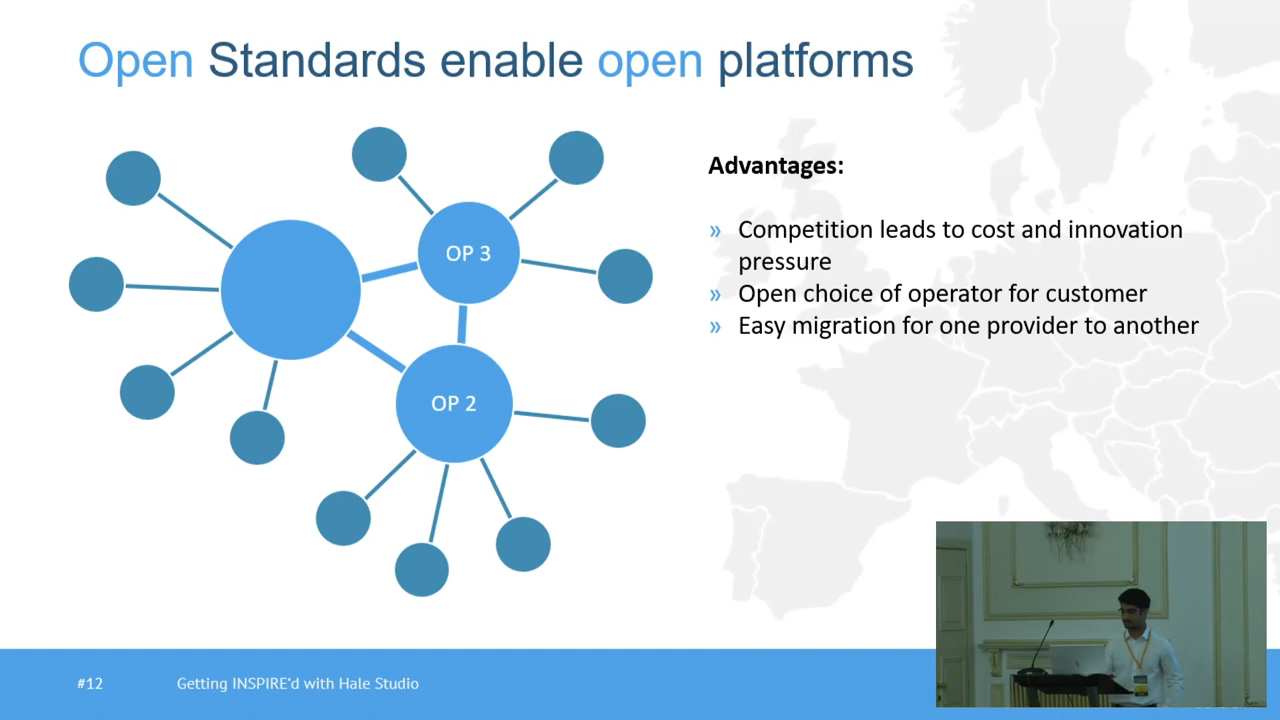 Open Standards enable open platforms
OP 3
OP 2
Advantages:
» Competition leads to cost and innovation
pressure
» Open choice of operator for customer
» Easy migration for one provider to another
#12
Getting INSPIRE'd with Hale Studio